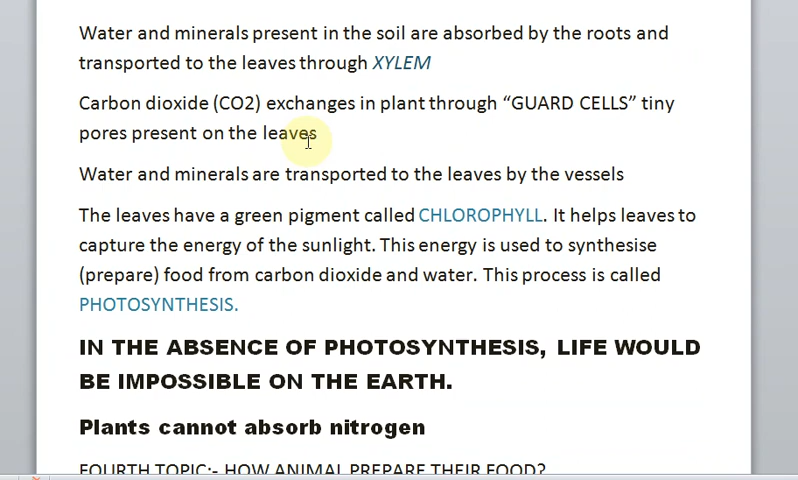 Water and minerals present in the soil are absorbed by the roots and
transported to the leaves through XYLEM
Carbon dioxide (CO2) exchanges in plant through “GUARD CELLS” tiny
pores present on the leaves
Water and minerals are transported to the leaves by the vessels
The leaves have a green pigment called CHLOROPHYLL. It helps leaves to
capture the energy of the sunlight. This energy is used to synthesise
(prepare) food from carbon dioxide and water. This process is called
PHOTOSYNTHESIS.
IN THE ABSENCE OF PHOTOSYNTHESIS, LIFE WOULD
BE IMPOSSIBLE ON THE EARTH.
Plants cannot absorb nitrogen
FOURTH TOPIC:- HOW ANIMAL PREPARE THEIR FOOD?